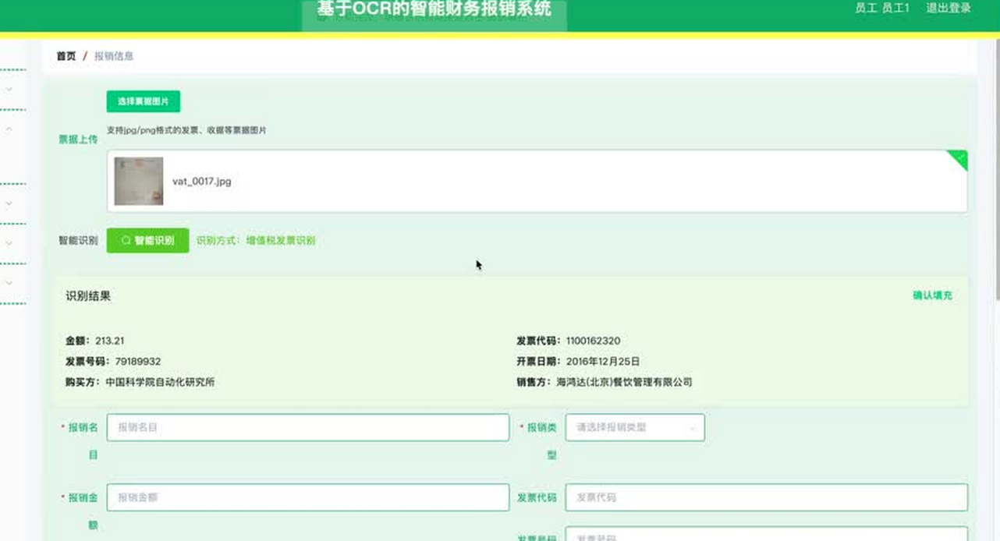 基于OCR的智能财务报销系统
员工 员工1 退出登录
首页 / 报销信息
选择票据图片
支持jpg/png格式的发票、收据等票据图片
票据上传
vat_0017.jpg
智能识别 智能识别 识别方式：增值税发票识别
识别结果 确认填充
金额：213.21 发票代码：1100162320
发票号码：79189932 开票日期：2016年12月25日
购买方：中国科学院自动化研究所 销售方：海鸿达(北京)餐饮管理有限公司
* 报销名目 报销名目 * 报销类型 请选择报销类型
* 报销金额 报销金额 发票代码 发票代码
发票号码 发票号码